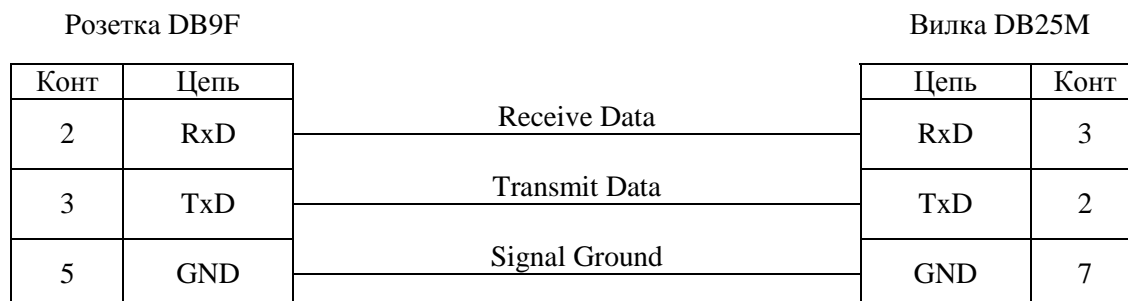 Розетка DB9F Вилка DB25M
Конт Цепь Цепь Конт
2 RxD Receive Data RxD 3
3 TxD Transmit Data TxD 2
5 GND Signal Ground GND 7